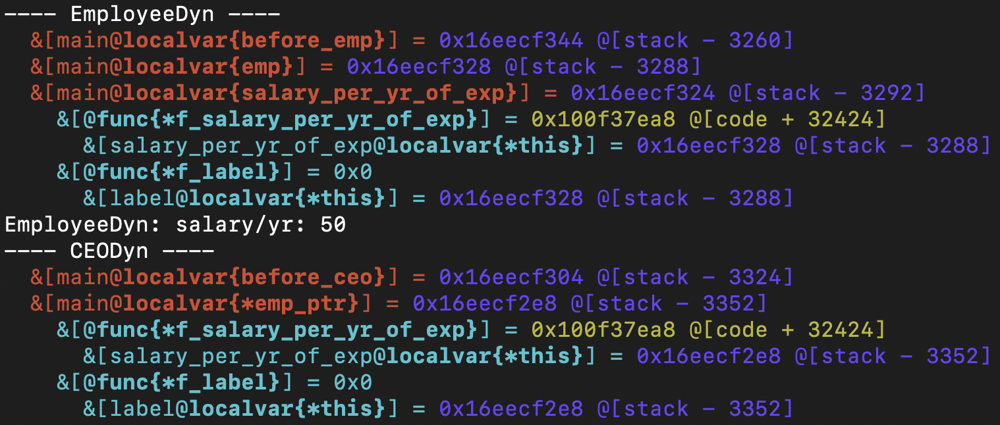 ---- EmployeeDyn ----
  &[main@localvar{before_emp}] = 0x16eecf344 @[stack - 3260]
  &[main@localvar{emp}] = 0x16eecf328 @[stack - 3288]
  &[main@localvar{salary_per_yr_of_exp}] = 0x16eecf324 @[stack - 3292]
    &[@func{*f_salary_per_yr_of_exp}] = 0x100f37ea8 @[code + 32424]
      &[salary_per_yr_of_exp@localvar{*this}] = 0x16eecf328 @[stack - 3288]
    &[@func{*f_label}] = 0x0
      &[label@localvar{*this}] = 0x16eecf328 @[stack - 3288]
EmployeeDyn: salary/yr: 50
---- CEODyn ----
  &[main@localvar{before_ceo}] = 0x16eecf304 @[stack - 3324]
  &[main@localvar{*emp_ptr}] = 0x16eecf2e8 @[stack - 3352]
    &[@func{*f_salary_per_yr_of_exp}] = 0x100f37ea8 @[code + 32424]
      &[salary_per_yr_of_exp@localvar{*this}] = 0x16eecf2e8 @[stack - 3352]
    &[@func{*f_label}] = 0x0
      &[label@localvar{*this}] = 0x16eecf2e8 @[stack - 3352]